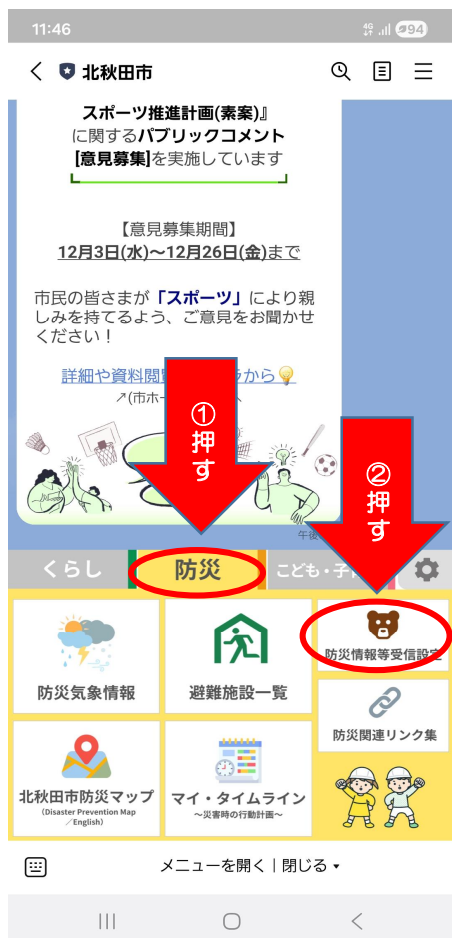 11:46
4G
94
北秋田市
スポーツ推進計画(素案)』
に関するパブリックコメント
[意見募集]を実施しています
【意見募集期間】
12月3日(水)～12月26日(金)まで
市民の皆さまが「スポーツ」により親
しみを持てるよう、ご意見をお聞かせ
ください！
詳細や資料閲
ラから💡
↗(市ホ
①
押
す
②
押
す
午後
くらし
防災
こども・子
防災気象情報
避難施設一覧
防災情報等受信設定
防災関連リンク集
北秋田市防災マップ
(Disaster Prevention Map
／English)
マイ・タイムライン
～災害時の行動計画～
メニューを開く｜閉じる▾